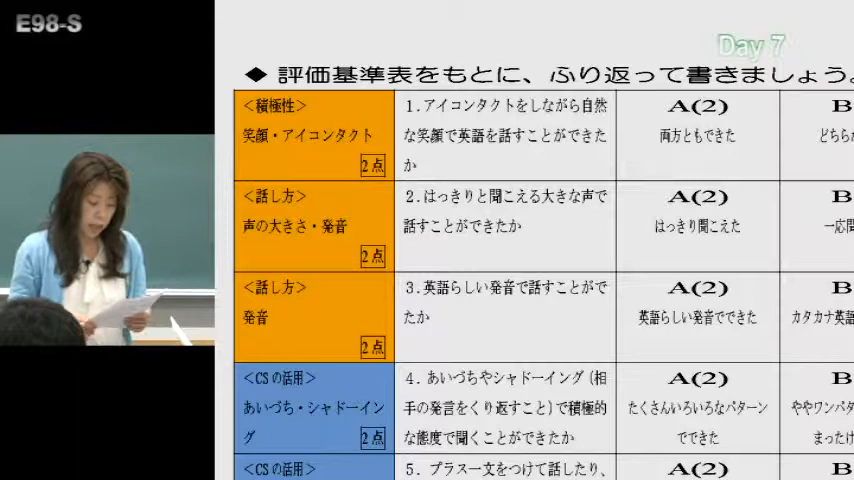 E98-S
Day 7
◆ 評価基準表をもとに、ふり返って書きましょう。
<積極性>
笑顔・アイコンタクト
2点
1.アイコンタクトをしながら自然
な笑顔で英語を話すことができた
か
A(2)
両方ともできた
B
どちらか
<話し方>
声の大きさ・発音
2点
2.はっきりと聞こえる大きな声で
話すことができたか
A(2)
はっきり聞こえた
B
一応聞
<話し方>
発音
2点
3.英語らしい発音で話すことがで
たか
A(2)
英語らしい発音でできた
B
カタカナ英語
<CSの活用>
あいづち・シャドーイン
グ
2点
4. あいづちやシャドーイング(相
手の発言をくり返すこと)で積極的
な態度で聞くことができたか
A(2)
たくさんいろいろなパターン
でできた
B
ややワンパタ
まったけ
<CSの活用>
5. プラス一文をつけて話したり、
A(2)
B